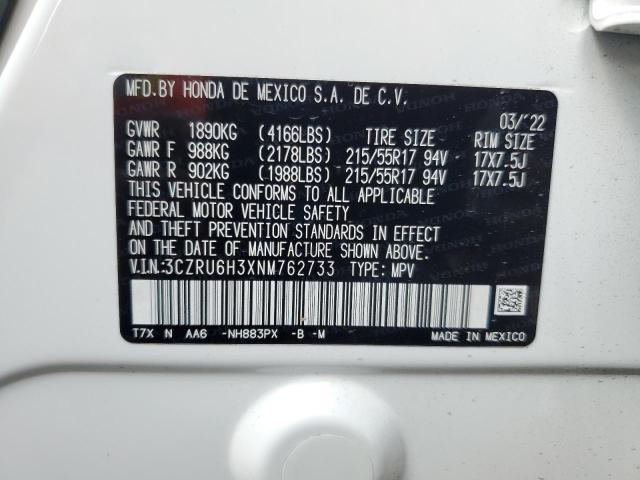 MFD.BY HONDA DE MEXICO S.A. DE C.V.
03/'22
GVWR 1890KG (4166LBS) TIRE SIZE RIM SIZE
GAWR F 988KG (2178LBS) 215/55R17 94V 17X7.5J
GAWR R 902KG (1988LBS) 215/55R17 94V 17X7.5J
THIS VEHICLE CONFORMS TO ALL APPLICABLE
FEDERAL MOTOR VEHICLE SAFETY
AND THEFT PREVENTION STANDARDS IN EFFECT
ON THE DATE OF MANUFACTURE SHOWN ABOVE.
V.I.N.:3CZRU6H3XNM762733 TYPE: MPV
T7X N AA6 -NH883PX -B -M
MADE IN MEXICO